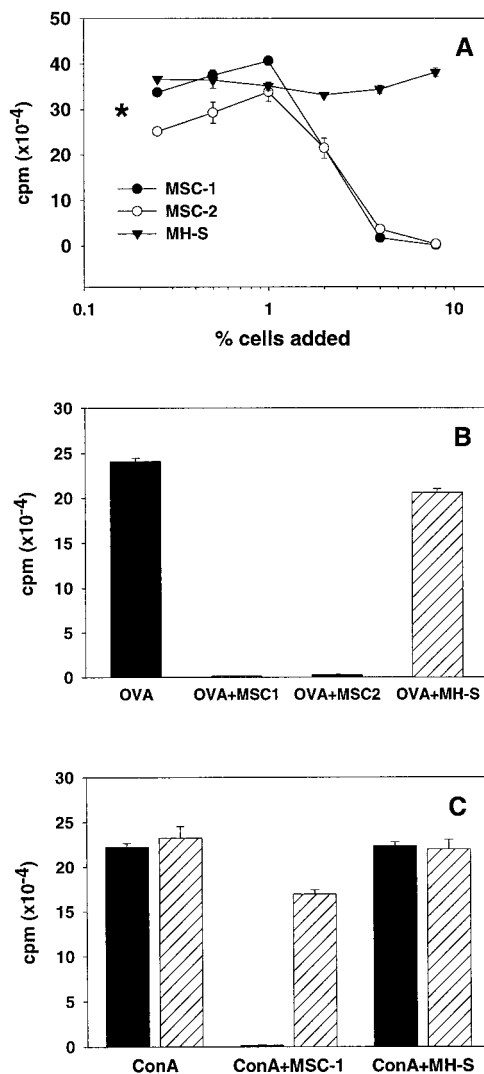 A
cpm (x10-4)
50
40
30
20
10
0
*
MSC-1
MSC-2
MH-S
0.1 1 10
% cells added
B
cpm (x10-4)
30
25
20
15
10
5
0
OVA OVA+MSC1 OVA+MSC2 OVA+MH-S
C
cpm (x10-4)
30
25
20
15
10
5
0
ConA ConA+MSC-1 ConA+MH-S